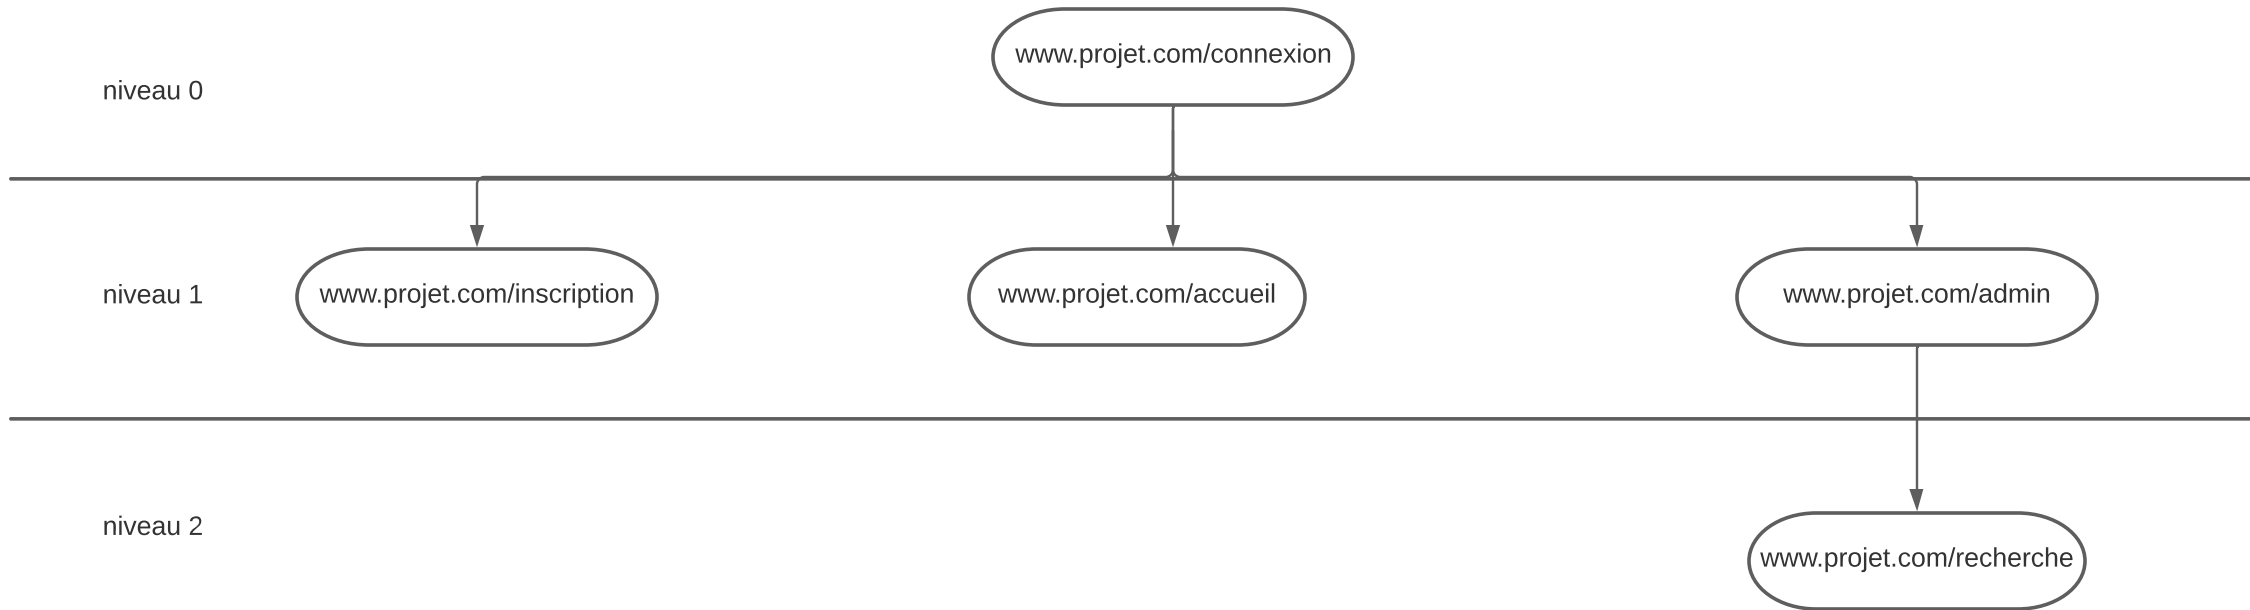 www.projet.com/connexion
niveau 0
niveau 1
www.projet.com/inscription
www.projet.com/accueil
www.projet.com/admin
niveau 2
www.projet.com/recherche